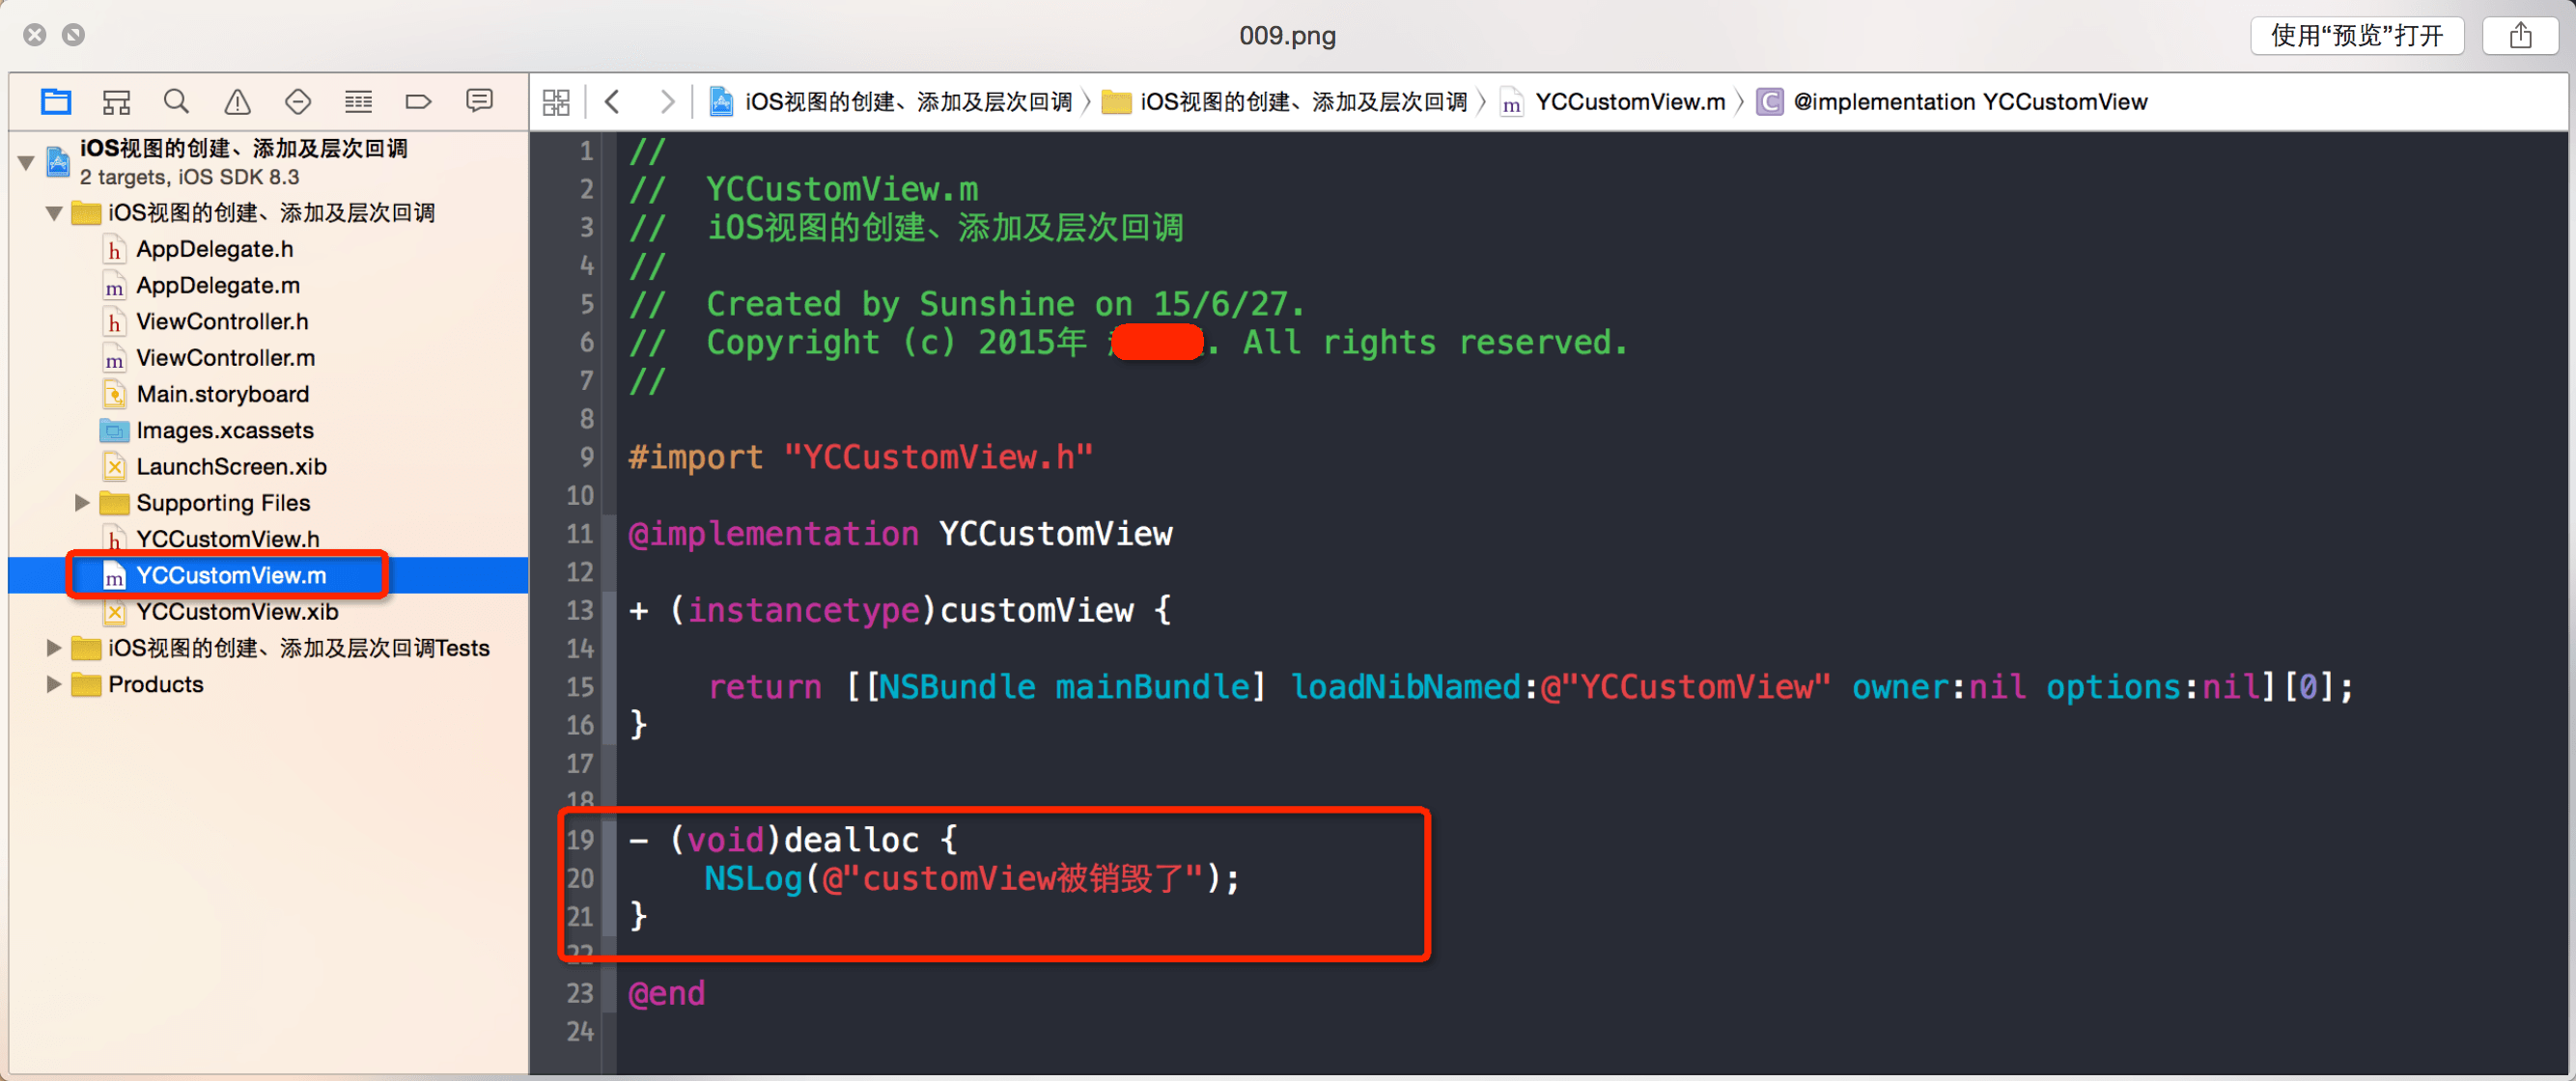 009.png
使用“预览”打开
iOS视图的创建、添加及层次回调
iOS视图的创建、添加及层次回调
YCCustomView.m
@implementation YCCustomView
iOS视图的创建、添加及层次回调
2 targets, iOS SDK 8.3
iOS视图的创建、添加及层次回调
AppDelegate.h
AppDelegate.m
ViewController.h
ViewController.m
Main.storyboard
Images.xcassets
LaunchScreen.xib
Supporting Files
YCCustomView.h
YCCustomView.m
YCCustomView.xib
iOS视图的创建、添加及层次回调Tests
Products
1 //
2 //  YCCustomView.m
3 //  iOS视图的创建、添加及层次回调
4 //
5 //  Created by Sunshine on 15/6/27.
6 //  Copyright (c) 2015年 . All rights reserved.
7 //
8
9 #import "YCCustomView.h"
10
11 @implementation YCCustomView
12
13 + (instancetype)customView {
14
15     return [[NSBundle mainBundle] loadNibNamed:@"YCCustomView" owner:nil options:nil][0];
16 }
17
18
19 - (void)dealloc {
20     NSLog(@"customView被销毁了");
21 }
22
23 @end
24